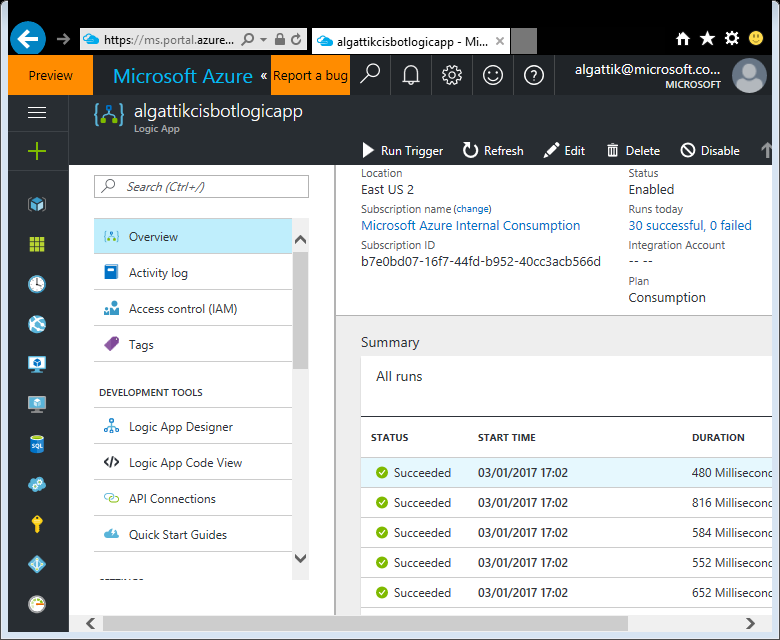 https://ms.portal.azure...
algattikcisbotlogicapp - Mi...
Preview
Microsoft Azure «
Report a bug
algattik@microsoft.co...
MICROSOFT
algattikcisbotlogicapp
Logic App
Run Trigger
Refresh
Edit
Delete
Disable
Search (Ctrl+/)
Overview
Activity log
Access control (IAM)
Tags
DEVELOPMENT TOOLS
Logic App Designer
Logic App Code View
API Connections
Quick Start Guides
Location
East US 2
Subscription name (change)
Microsoft Azure Internal Consumption
Subscription ID
b7e0bd07-16f7-44fd-b952-40cc3acb566d
Status
Enabled
Runs today
30 successful, 0 failed
Integration Account
-- --
Plan
Consumption
Summary
All runs
STATUS START TIME DURATION
Succeeded 03/01/2017 17:02 480 Millisecond
Succeeded 03/01/2017 17:02 816 Millisecond
Succeeded 03/01/2017 17:02 584 Millisecond
Succeeded 03/01/2017 17:02 552 Millisecond
Succeeded 03/01/2017 17:02 652 Millisecond
SQL